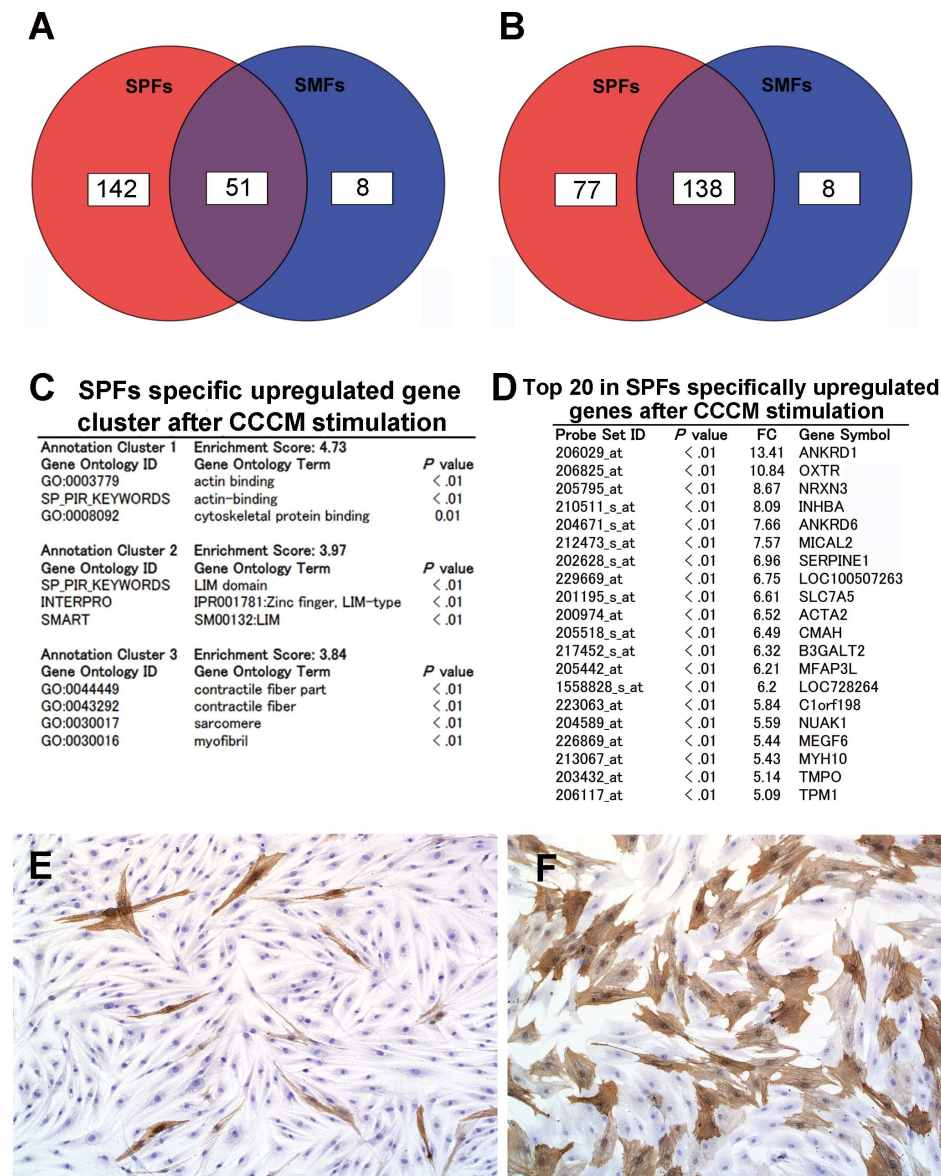 A
SPFs SMFs
142 51 8
B
SPFs SMFs
77 138 8
C SPFs specific upregulated gene
cluster after CCCM stimulation
Annotation Cluster 1 Enrichment Score: 4.73
Gene Ontology ID Gene Ontology Term P value
GO:0003779 actin binding < .01
SP_PIR_KEYWORDS actin-binding < .01
GO:0008092 cytoskeletal protein binding 0.01
Annotation Cluster 2 Enrichment Score: 3.97
Gene Ontology ID Gene Ontology Term P value
SP_PIR_KEYWORDS LIM domain < .01
INTERPRO IPR001781:Zinc finger, LIM-type < .01
SMART SM00132:LIM < .01
Annotation Cluster 3 Enrichment Score: 3.84
Gene Ontology ID Gene Ontology Term P value
GO:0044449 contractile fiber part < .01
GO:0043292 contractile fiber < .01
GO:0030017 sarcomere < .01
GO:0030016 myofibril < .01
D Top 20 in SPFs specifically upregulated
genes after CCCM stimulation
Probe Set ID P value FC Gene Symbol
206029_at < .01 13.41 ANKRD1
206825_at < .01 10.84 OXTR
205795_at < .01 8.67 NRXN3
210511_s_at < .01 8.09 INHBA
204671_s_at < .01 7.66 ANKRD6
212473_s_at < .01 7.57 MICAL2
202628_s_at < .01 6.96 SERPINE1
229669_at < .01 6.75 LOC100507263
201195_s_at < .01 6.61 SLC7A5
200974_at < .01 6.52 ACTA2
205518_s_at < .01 6.49 CMAH
217452_s_at < .01 6.32 B3GALT2
205442_at < .01 6.21 MFAP3L
1558828_s_at < .01 6.2 LOC728264
223063_at < .01 5.84 C1orf198
204589_at < .01 5.59 NUAK1
226869_at < .01 5.44 MEGF6
213067_at < .01 5.43 MYH10
203432_at < .01 5.14 TMPO
206117_at < .01 5.09 TPM1
E
F